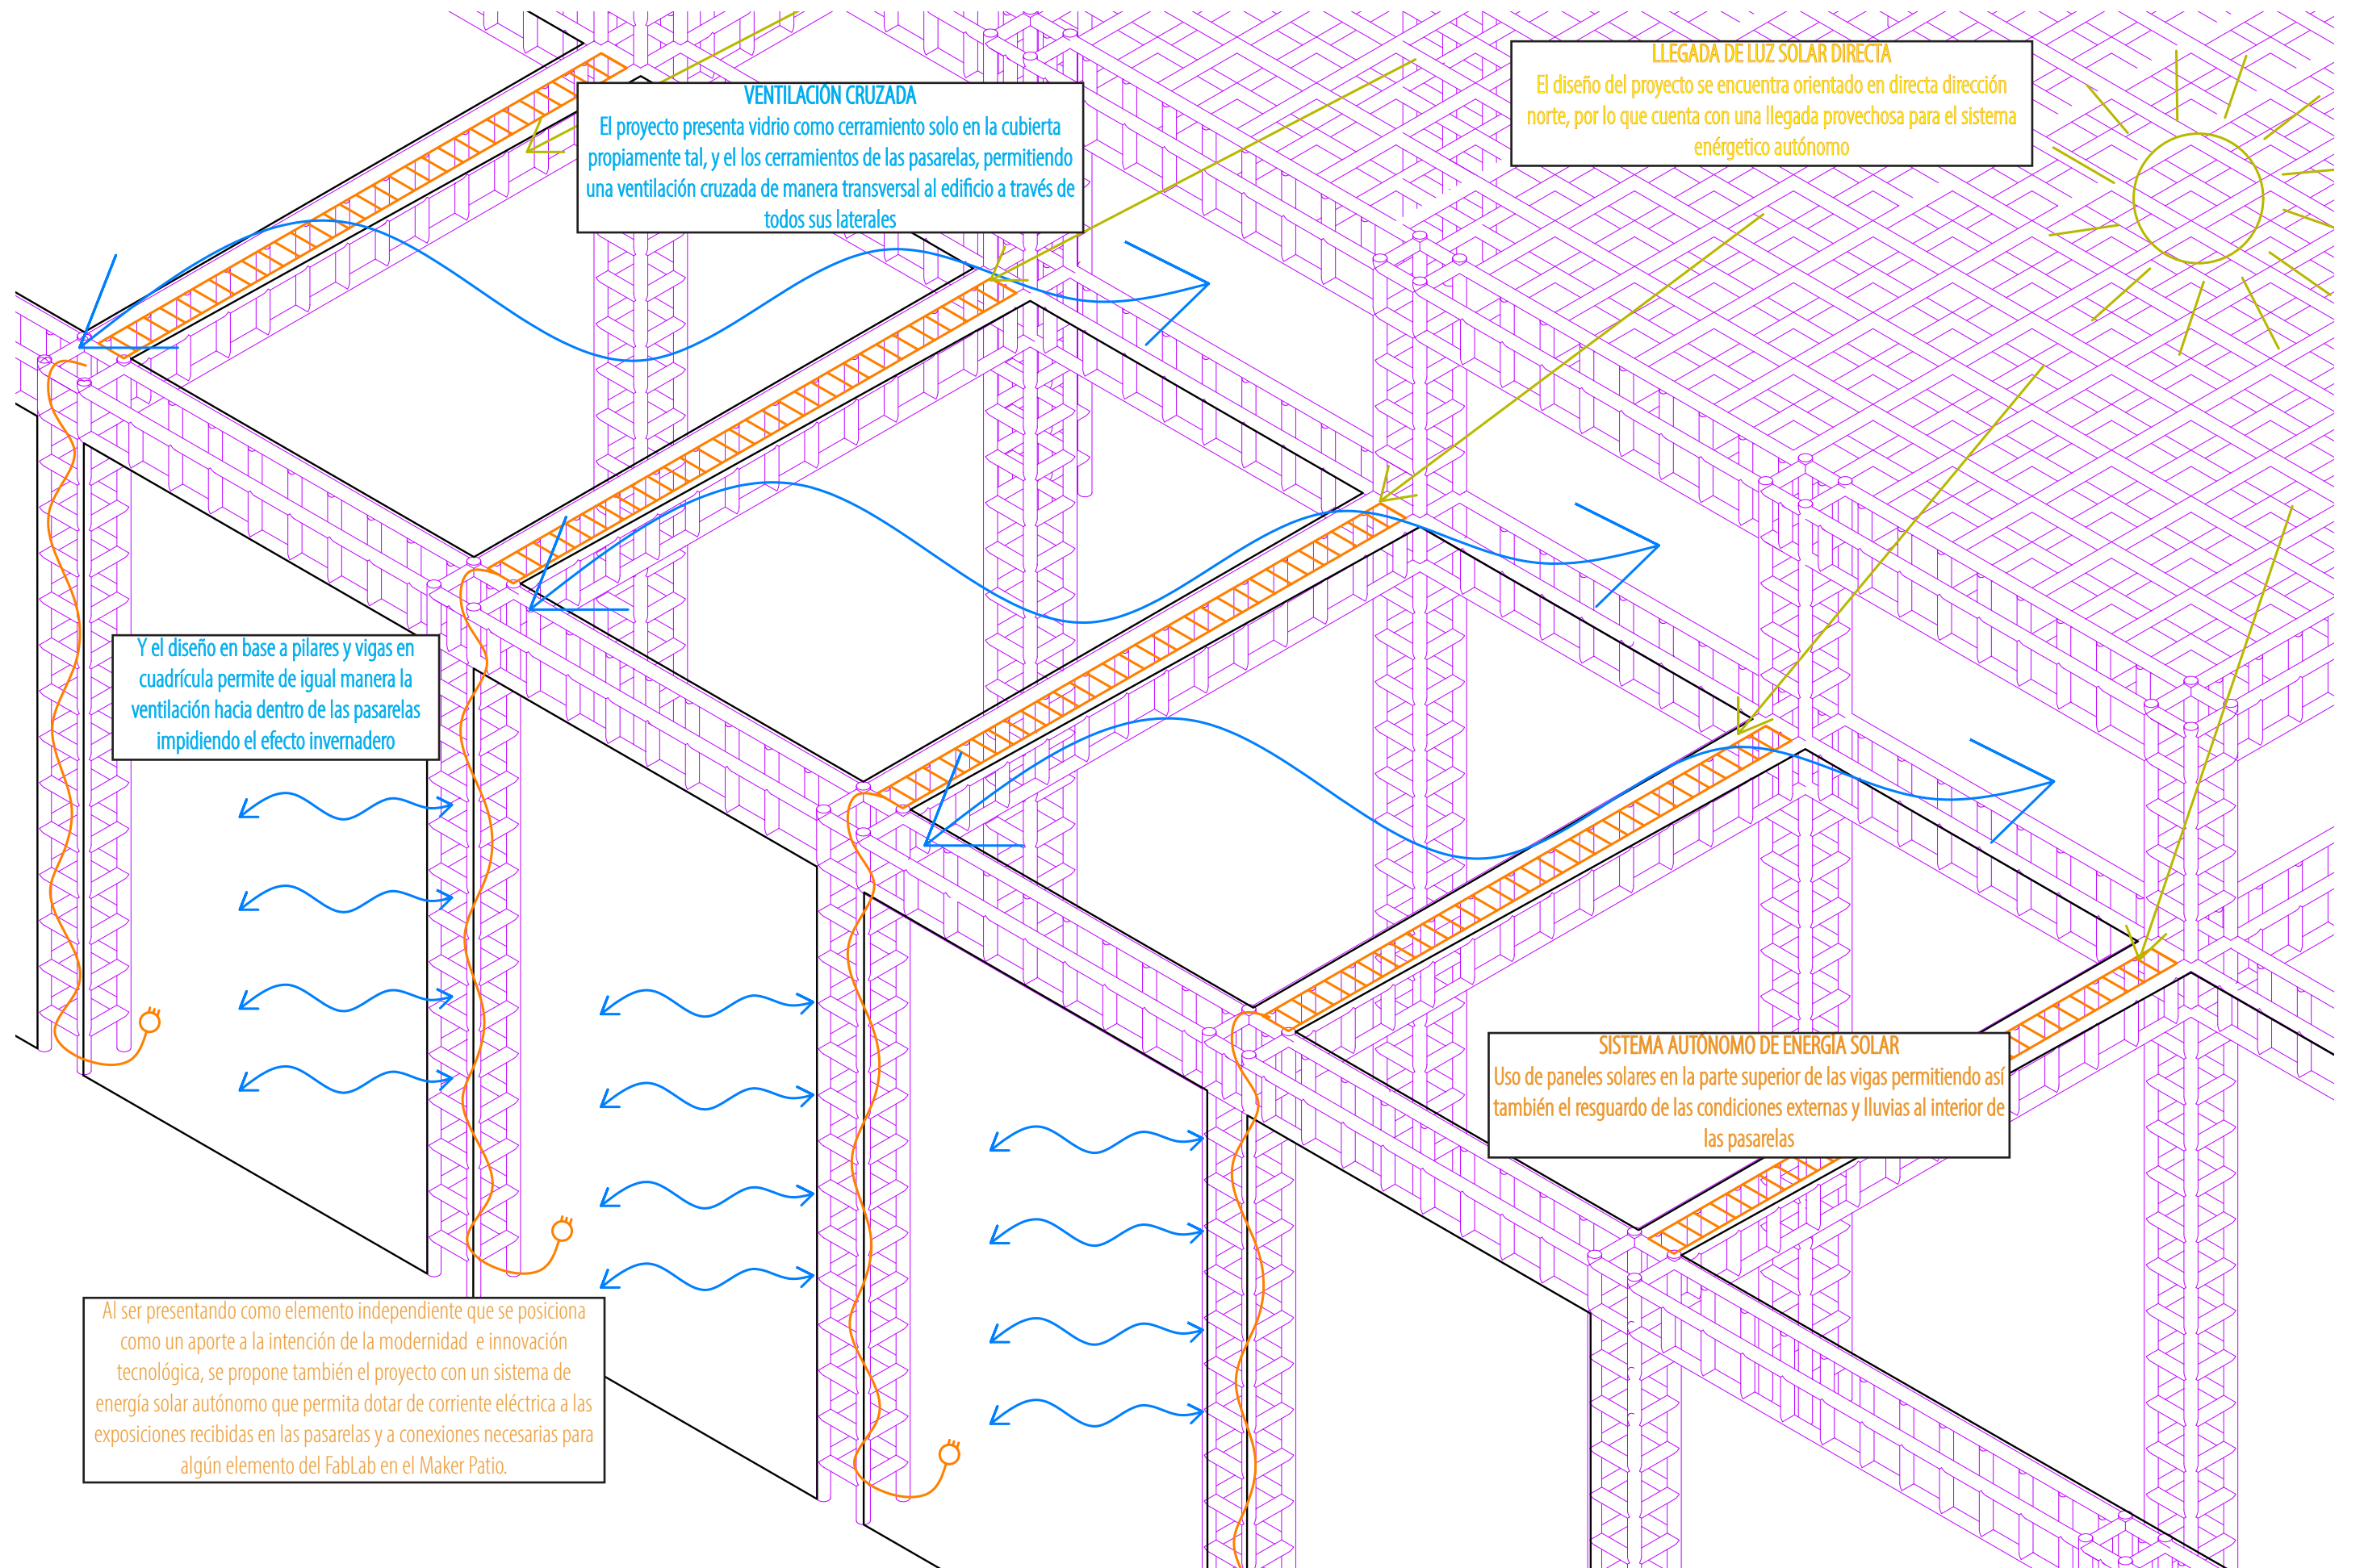 LLEGADA DE LUZ SOLAR DIRECTA
El diseño del proyecto se encuentra orientado en directa dirección
norte, por lo que cuenta con una llegada provechosa para el sistema
enérgetico autónomo
VENTILACIÓN CRUZADA
El proyecto presenta vidrio como cerramiento solo en la cubierta
propiamente tal, y el los cerramientos de las pasarelas, permitiendo
una ventilación cruzada de manera transversal al edificio a través de
todos sus laterales
Y el diseño en base a pilares y vigas en
cuadrícula permite de igual manera la
ventilación hacia dentro de las pasarelas
impidiendo el efecto invernadero
SISTEMA AUTÓNOMO DE ENERGÍA SOLAR
Uso de paneles solares en la parte superior de las vigas permitiendo así
también el resguardo de las condiciones externas y lluvias al interior de
las pasarelas
Al ser presentando como elemento independiente que se posiciona
como un aporte a la intención de la modernidad e innovación
tecnológica, se propone también el proyecto con un sistema de
energía solar autónomo que permita dotar de corriente eléctrica a las
exposiciones recibidas en las pasarelas y a conexiones necesarias para
algún elemento del FabLab en el Maker Patio.